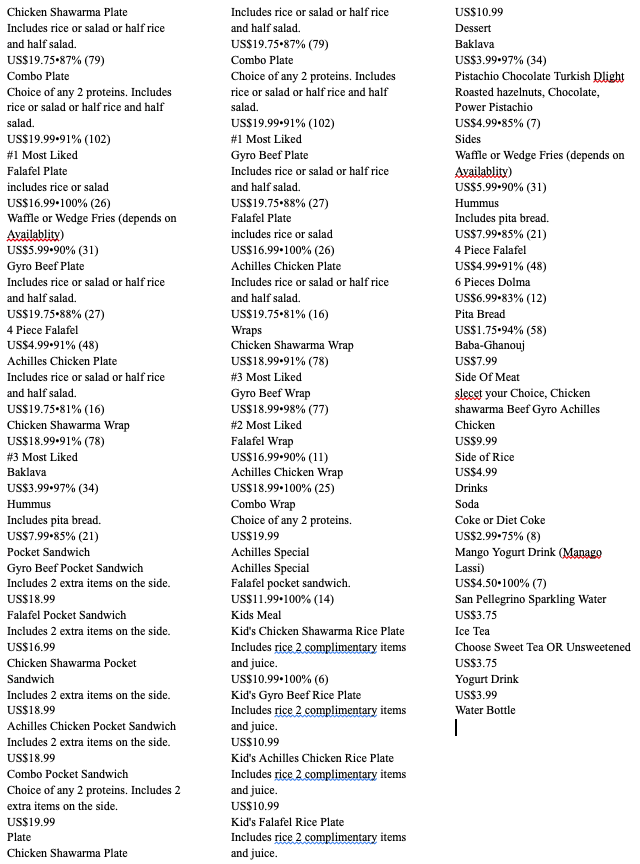 Chicken Shawarma Plate
Includes rice or salad or half rice
and half salad.
US$19.75•87% (79)
Combo Plate
Choice of any 2 proteins. Includes
rice or salad or half rice and half
salad.
US$19.99•91% (102)
#1 Most Liked
Falafel Plate
includes rice or salad
US$16.99•100% (26)
Waffle or Wedge Fries (depends on
Availablity)
US$5.99•90% (31)
Gyro Beef Plate
Includes rice or salad or half rice
and half salad.
US$19.75•88% (27)
4 Piece Falafel
US$4.99•91% (48)
Achilles Chicken Plate
Includes rice or salad or half rice
and half salad.
US$19.75•81% (16)
Chicken Shawarma Wrap
US$18.99•91% (78)
#3 Most Liked
Baklava
US$3.99•97% (34)
Hummus
Includes pita bread.
US$7.99•85% (21)
Pocket Sandwich
Gyro Beef Pocket Sandwich
Includes 2 extra items on the side.
US$18.99
Falafel Pocket Sandwich
Includes 2 extra items on the side.
US$16.99
Chicken Shawarma Pocket
Sandwich
Includes 2 extra items on the side.
US$18.99
Achilles Chicken Pocket Sandwich
Includes 2 extra items on the side.
US$18.99
Combo Pocket Sandwich
Choice of any 2 proteins. Includes 2
extra items on the side.
US$19.99
Plate
Chicken Shawarma Plate
Includes rice or salad or half rice
and half salad.
US$19.75•87% (79)
Combo Plate
Choice of any 2 proteins. Includes
rice or salad or half rice and half
salad.
US$19.99•91% (102)
#1 Most Liked
Gyro Beef Plate
Includes rice or salad or half rice
and half salad.
US$19.75•88% (27)
Falafel Plate
includes rice or salad
US$16.99•100% (26)
Achilles Chicken Plate
Includes rice or salad or half rice
and half salad.
US$19.75•81% (16)
Wraps
Chicken Shawarma Wrap
US$18.99•91% (78)
#3 Most Liked
Gyro Beef Wrap
US$18.99•98% (77)
#2 Most Liked
Falafel Wrap
US$16.99•90% (11)
Achilles Chicken Wrap
US$18.99•100% (25)
Combo Wrap
Choice of any 2 proteins.
US$19.99
Achilles Special
Achilles Special
Falafel pocket sandwich.
US$11.99•100% (14)
Kids Meal
Kid's Chicken Shawarma Rice Plate
Includes rice 2 complimentary items
and juice.
US$10.99•100% (6)
Kid's Gyro Beef Rice Plate
Includes rice 2 complimentary items
and juice.
US$10.99
Kid's Achilles Chicken Rice Plate
Includes rice 2 complimentary items
and juice.
US$10.99
Kid's Falafel Rice Plate
Includes rice 2 complimentary items
and juice.
US$10.99
Dessert
Baklava
US$3.99•97% (34)
Pistachio Chocolate Turkish Dlight
Roasted hazelnuts, Chocolate,
Power Pistachio
US$4.99•85% (7)
Sides
Waffle or Wedge Fries (depends on
Availablity)
US$5.99•90% (31)
Hummus
Includes pita bread.
US$7.99•85% (21)
4 Piece Falafel
US$4.99•91% (48)
6 Pieces Dolma
US$6.99•83% (12)
Pita Bread
US$1.75•94% (58)
Baba-Ghanouj
US$7.99
Side Of Meat
slecet your Choice, Chicken
shawarma Beef Gyro Achilles
Chicken
US$9.99
Side of Rice
US$4.99
Drinks
Soda
Coke or Diet Coke
US$2.99•75% (8)
Mango Yogurt Drink (Manago
Lassi)
US$4.50•100% (7)
San Pellegrino Sparkling Water
US$3.75
Ice Tea
Choose Sweet Tea OR Unsweetened
US$3.75
Yogurt Drink
US$3.99
Water Bottle